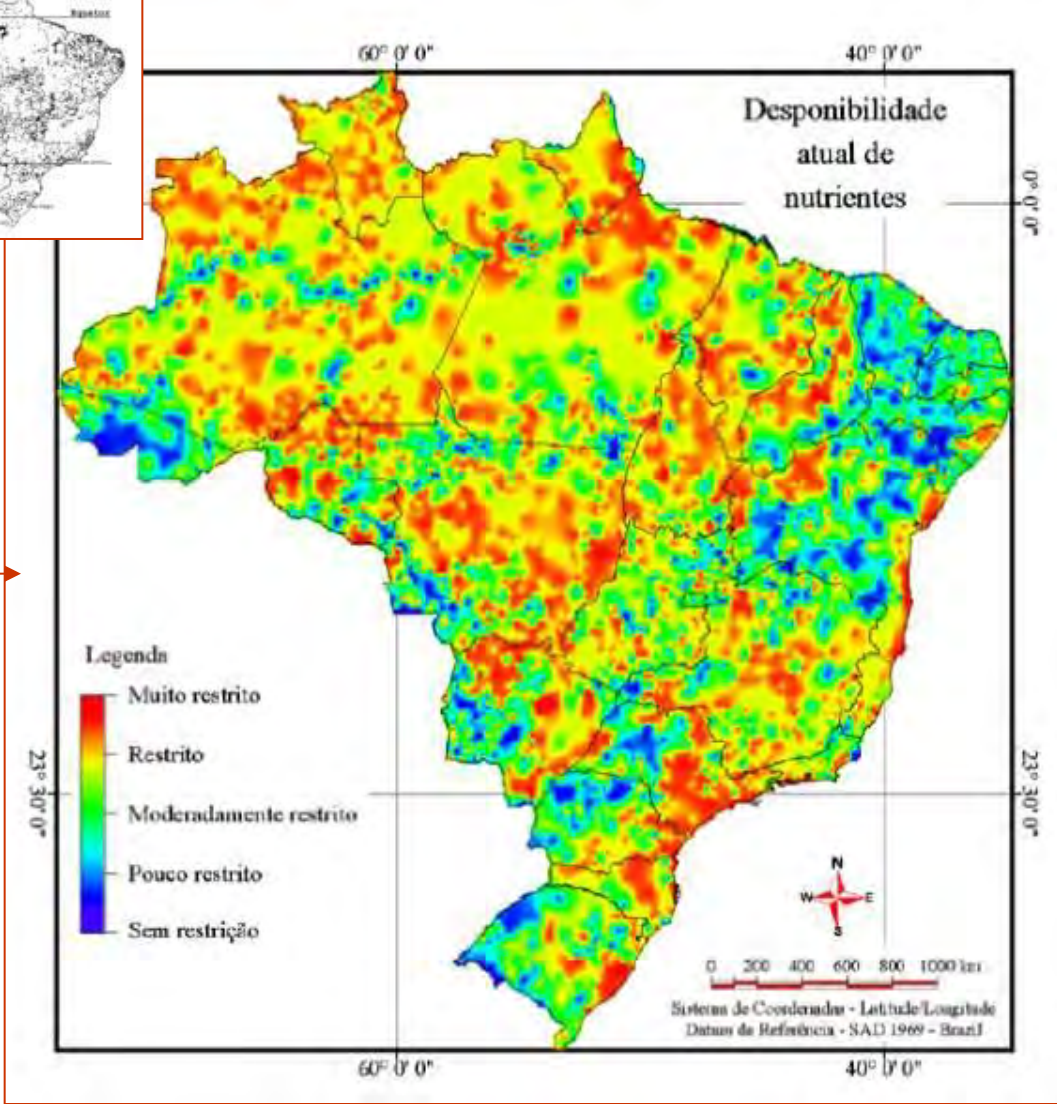 60° 0' 0"
40° 0' 0"
Desponibilidade
atual de
nutrientes
0° 0' 0"
Legenda
Muito restrito
Restrito
Moderadamente restrito
Pouco restrito
Sem restrição
23° 30' 0"
23° 30' 0"
N
W
E
S
0 200 400 600 800 1000 km
Sistema de Coordenadas - Latitude/Longitude
Datum de Referência - SAD 1969 - Brazil
60° 0' 0"
40° 0' 0"